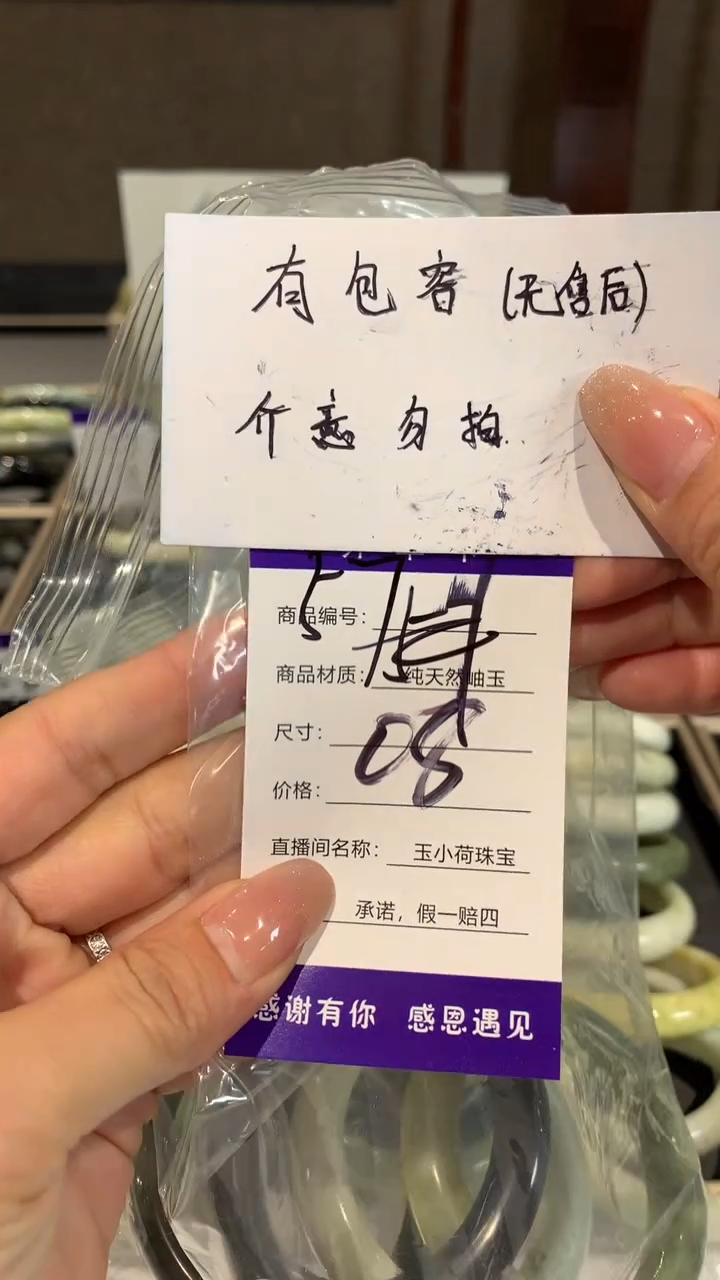 有包容(无售后)
介意勿拍
57
商品编号:
商品材质: 纯天然岫玉
尺寸:
08
价格:
直播间名称: 玉小荷珠宝
承诺，假一赔四
感谢有你 感恩遇见